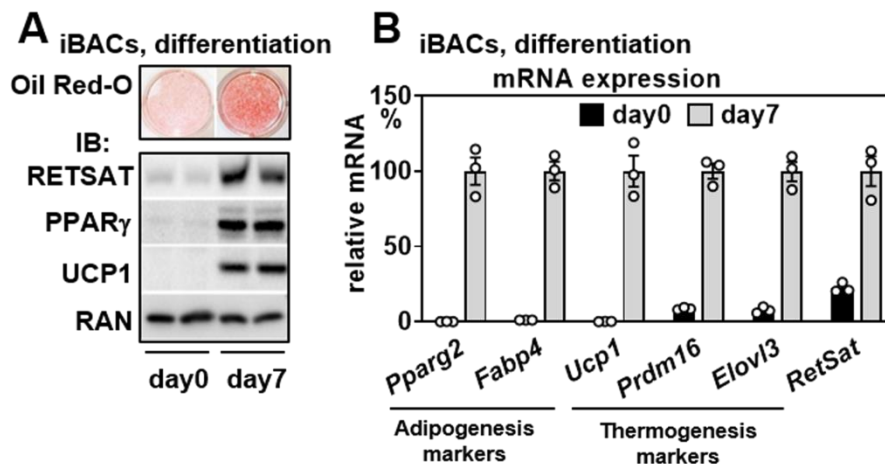 A
iBACs, differentiation
Oil Red-O
IB:
RETSAT
PPARγ
UCP1
RAN
day0 day7
B
iBACs, differentiation
mRNA expression
day0 day7
relative mRNA
%
150
100
50
0
Pparg2 Fabp4 Ucp1 Prdm16 Elovl3 RetSat
Adipogenesis
markers
Thermogenesis
markers